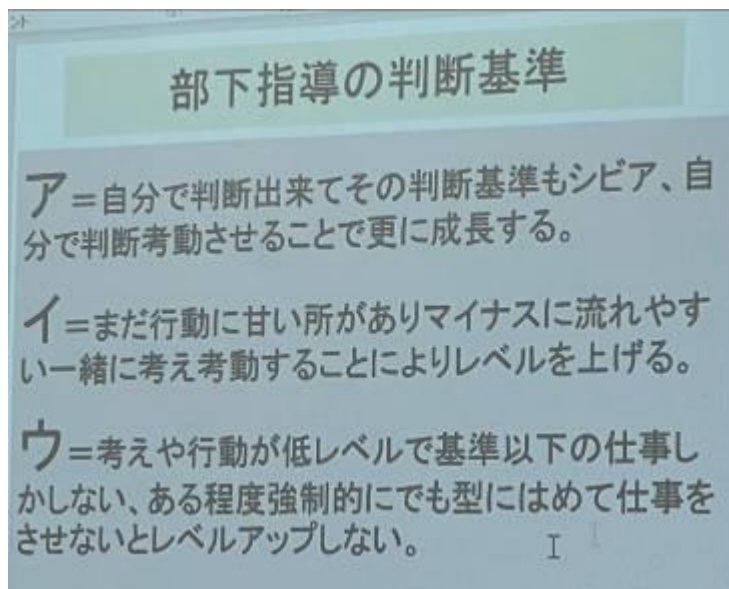 ント
部下指導の判断基準
ア=自分で判断出来てその判断基準もシビア、自
分で判断考動させることで更に成長する。
イ=まだ行動に甘い所がありマイナスに流れやす
い一緒に考え考動することによりレベルを上げる。
ウ=考えや行動が低レベルで基準以下の仕事し
かしない、ある程度強制的にでも型にはめて仕事を
させないとレベルアップしない。